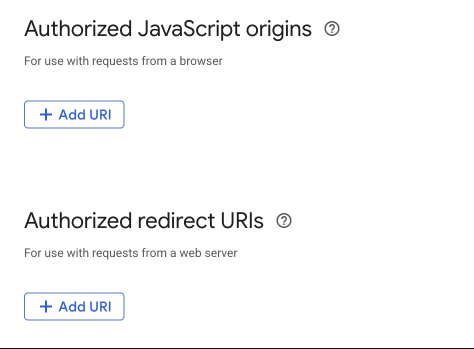 Authorized JavaScript origins
For use with requests from a browser
+ Add URI
Authorized redirect URIs
For use with requests from a web server
+ Add URI